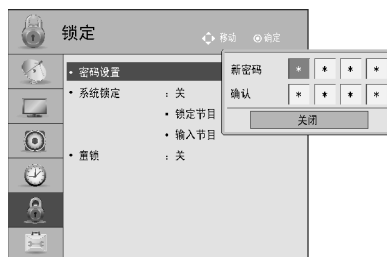 锁定
移动 确定
• 密码设置
• 系统锁定 : 关
• 锁定节目
• 输入节目
• 童锁 : 关
新密码 * * * *
确认 * * * *
关闭